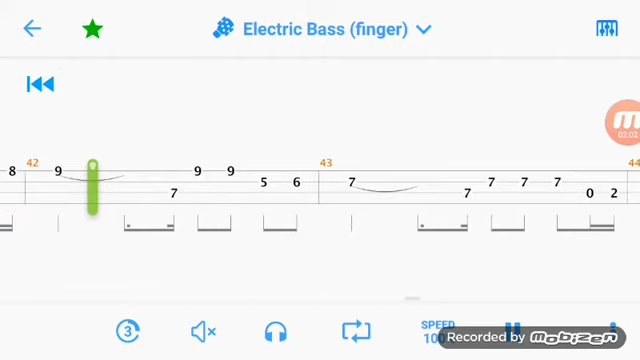 Electric Bass (finger)
02:02
42
43
44
8 9 9 9
5 6 7 7 7 7
7 7 0 2
3
SPEED
100
Recorded by MOBIZEN